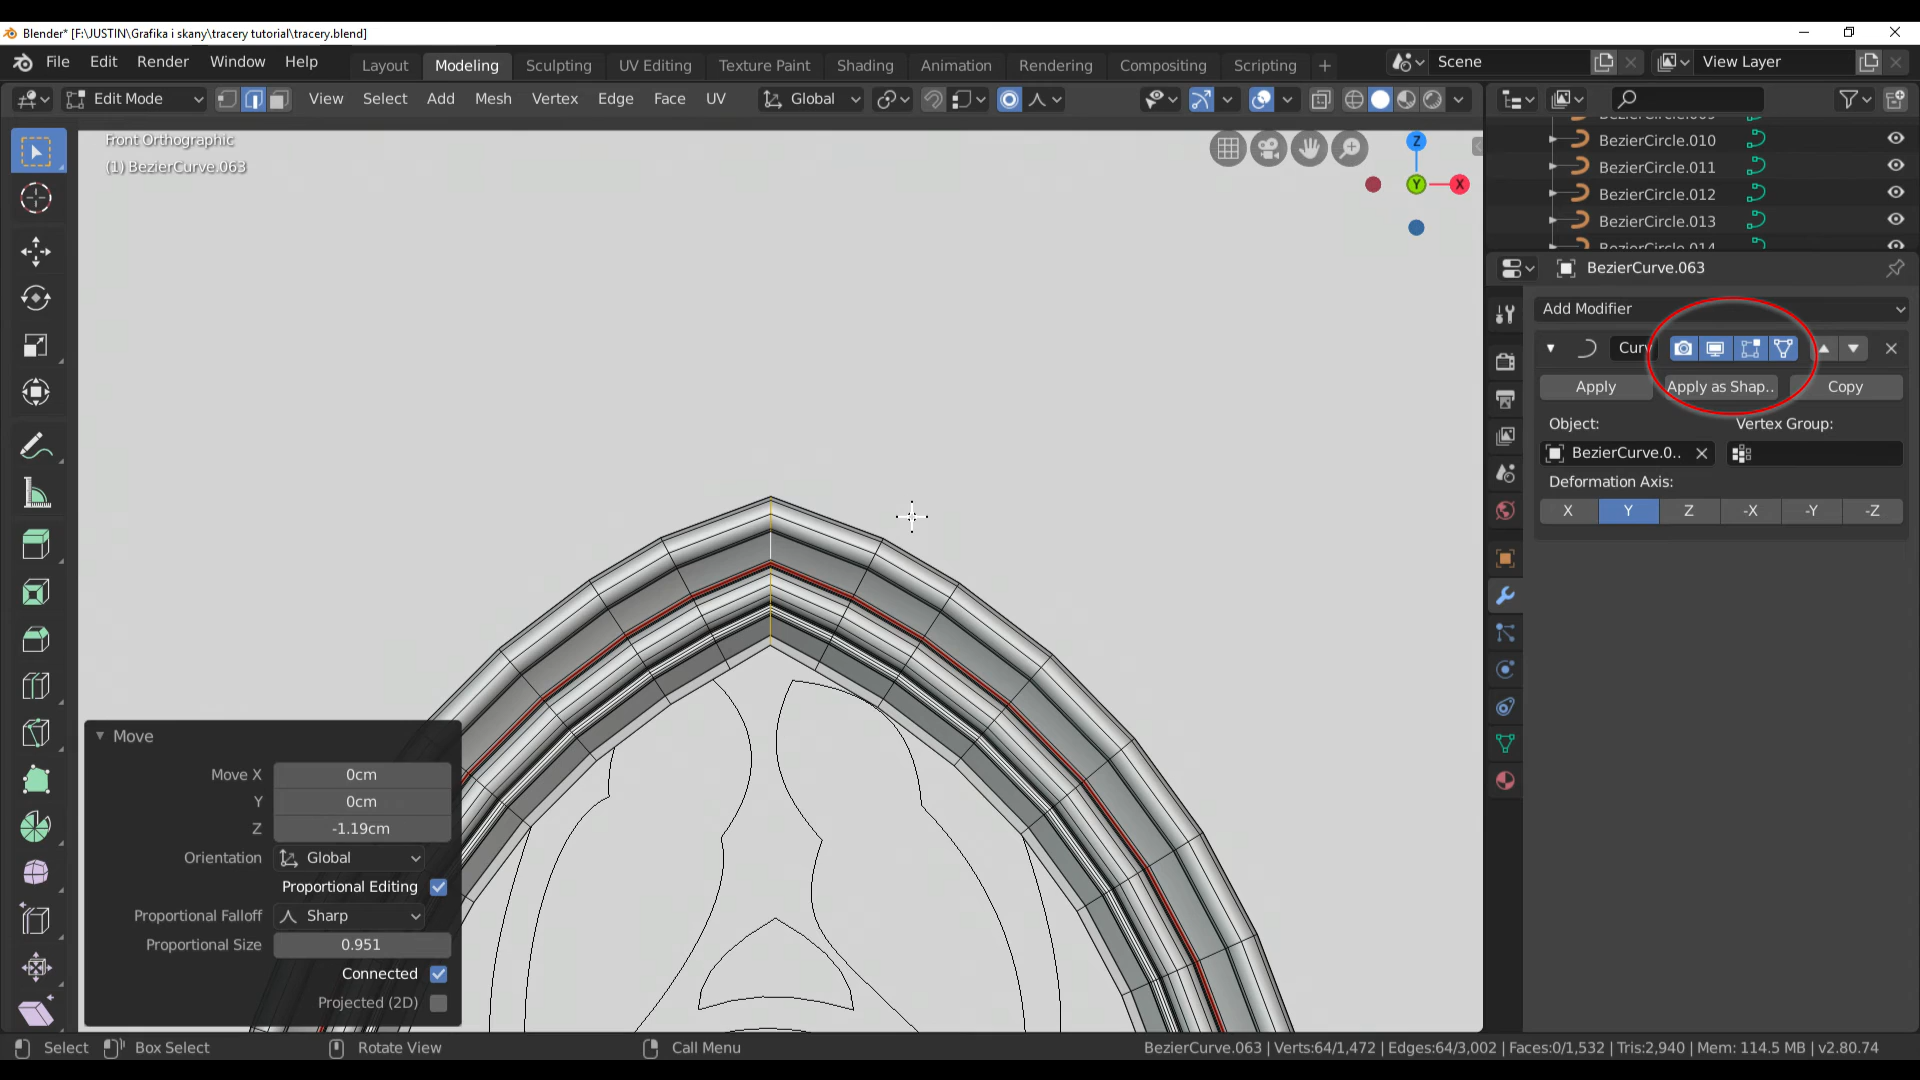 Blender* [F:\JUSTIN\Grafika i skany\tracery tutorial\tracery.blend]
File Edit Render Window Help Layout Modeling Sculpting UV Editing Texture Paint Shading Animation Rendering Compositing Scripting + Scene View Layer
Edit Mode View Select Add Mesh Vertex Edge Face UV Global
Front Orthographic
(1) BezierCurve.063
Z
Y X
BezierCircle.010
BezierCircle.011
BezierCircle.012
BezierCircle.013
BezierCircle.014
BezierCurve.063
Add Modifier
Curv
Apply Apply as Shap.. Copy
Object: Vertex Group:
BezierCurve.0..
Deformation Axis:
X Y Z -X -Y -Z
Move
Move X 0cm
Y 0cm
Z -1.19cm
Orientation Global
Proportional Editing
Proportional Falloff Sharp
Proportional Size 0.951
Connected
Projected (2D)
Select Box Select Rotate View Call Menu BezierCurve.063 | Verts:64/1,472 | Edges:64/3,002 | Faces:0/1,532 | Tris:2,940 | Mem: 114.5 MB | v2.80.74